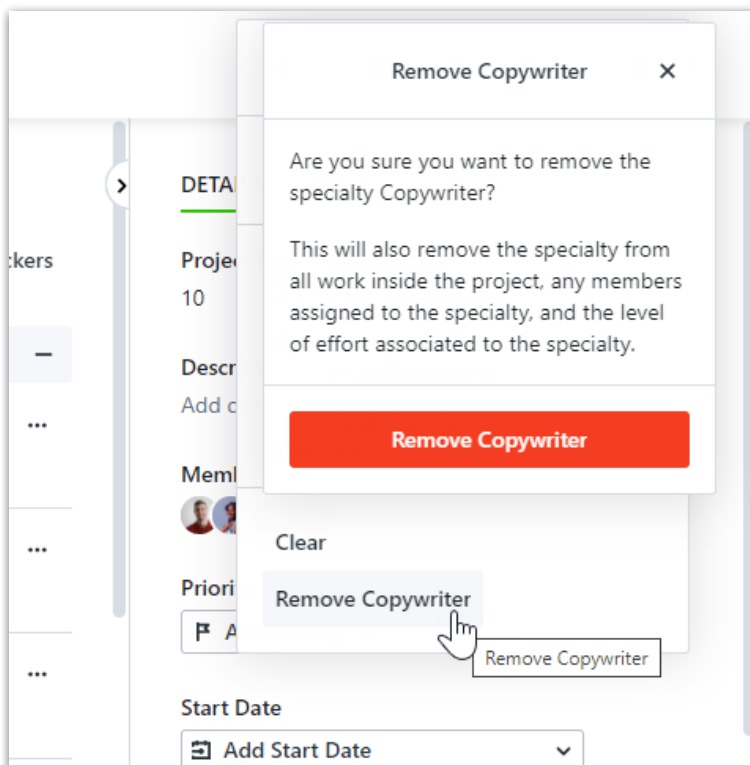 Remove Copywriter
Are you sure you want to remove the
specialty Copywriter?
This will also remove the specialty from
all work inside the project, any members
assigned to the specialty, and the level
of effort associated to the specialty.
Remove Copywriter
Clear
Remove Copywriter
Remove Copywriter
ckers
DETA
Proje
10
Descr
Add
Mem
Priori
A
Start Date
Add Start Date